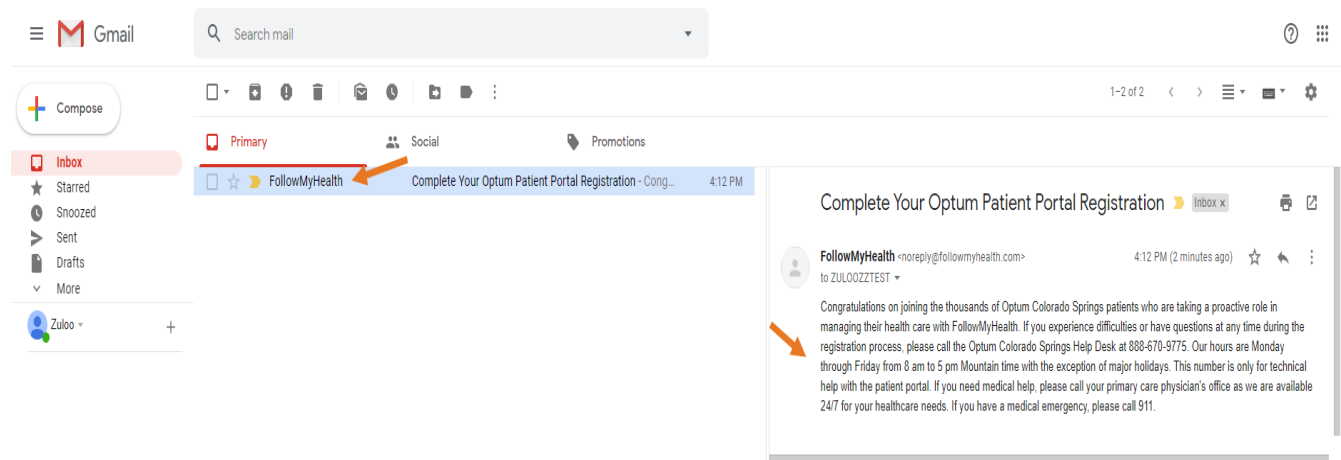 Gmail
Search mail
Compose
1-2 of 2
Primary
Social
Promotions
Inbox
Starred
Snoozed
Sent
Drafts
More
Zuloo
FollowMyHealth
Complete Your Optum Patient Portal Registration - Cong...
4:12 PM
Complete Your Optum Patient Portal Registration
Inbox x
FollowMyHealth <noreply@followmyhealth.com>
4:12 PM (2 minutes ago)
to ZULOOZZTEST
Congratulations on joining the thousands of Optum Colorado Springs patients who are taking a proactive role in
managing their health care with FollowMyHealth. If you experience difficulties or have questions at any time during the
registration process, please call the Optum Colorado Springs Help Desk at 888-670-9775. Our hours are Monday
through Friday from 8 am to 5 pm Mountain time with the exception of major holidays. This number is only for technical
help with the patient portal. If you need medical help, please call your primary care physician's office as we are available
24/7 for your healthcare needs. If you have a medical emergency, please call 911.